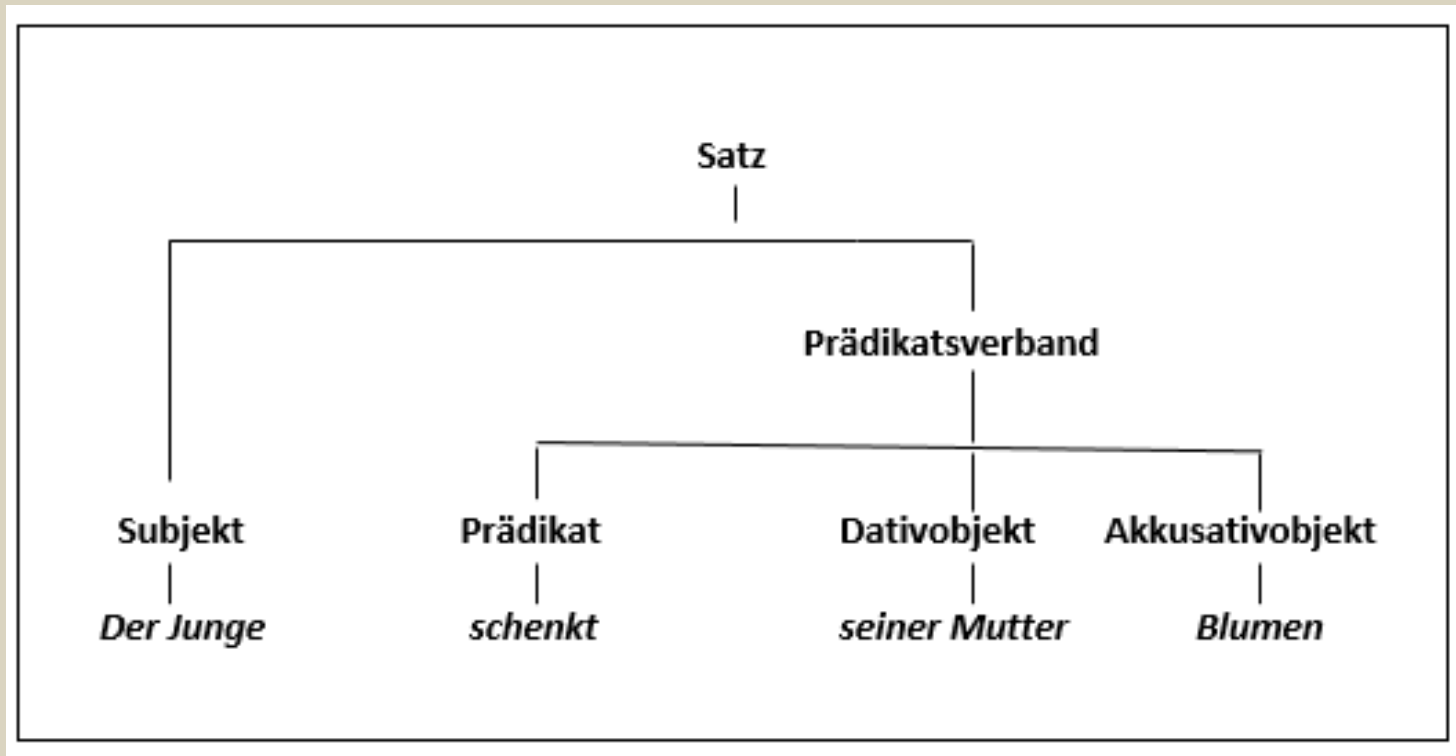 Satz
Prädikatsverband
Subjekt Prädikat Dativobjekt Akkusativobjekt
Der Junge schenkt seiner Mutter Blumen